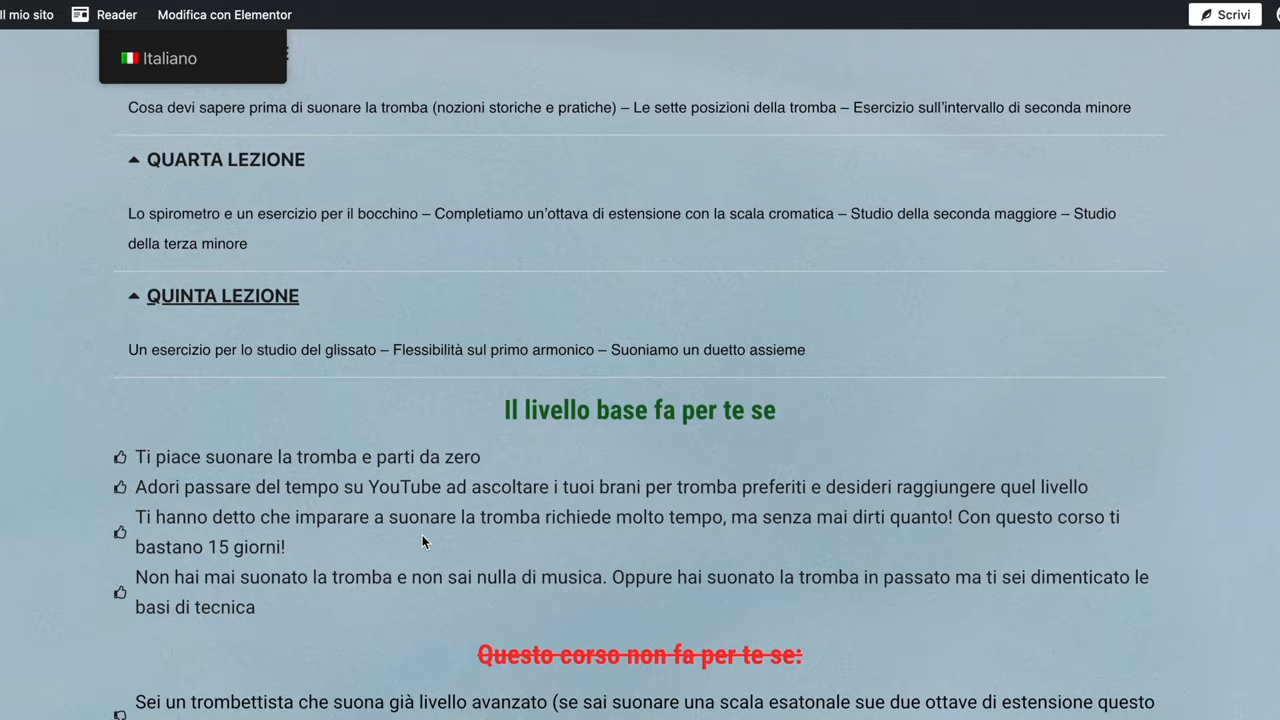 Il mio sito Reader Modifica con Elementor Scrivi
Italiano
Cosa devi sapere prima di suonare la tromba (nozioni storiche e pratiche) – Le sette posizioni della tromba – Esercizio sull’intervallo di seconda minore
QUARTA LEZIONE
Lo spirometro e un esercizio per il bocchino – Completiamo un’ottava di estensione con la scala cromatica – Studio della seconda maggiore – Studio
della terza minore
QUINTA LEZIONE
Un esercizio per lo studio del glissato – Flessibilità sul primo armonico – Suoniamo un duetto assieme
Il livello base fa per te se
Ti piace suonare la tromba e parti da zero
Adori passare del tempo su YouTube ad ascoltare i tuoi brani per tromba preferiti e desideri raggiungere quel livello
Ti hanno detto che imparare a suonare la tromba richiede molto tempo, ma senza mai dirti quanto! Con questo corso ti
bastano 15 giorni!
Non hai mai suonato la tromba e non sai nulla di musica. Oppure hai suonato la tromba in passato ma ti sei dimenticato le
basi di tecnica
Questo corso non fa per te se:
Sei un trombettista che suona già livello avanzato (se sai suonare una scala esatonale sue due ottave di estensione questo